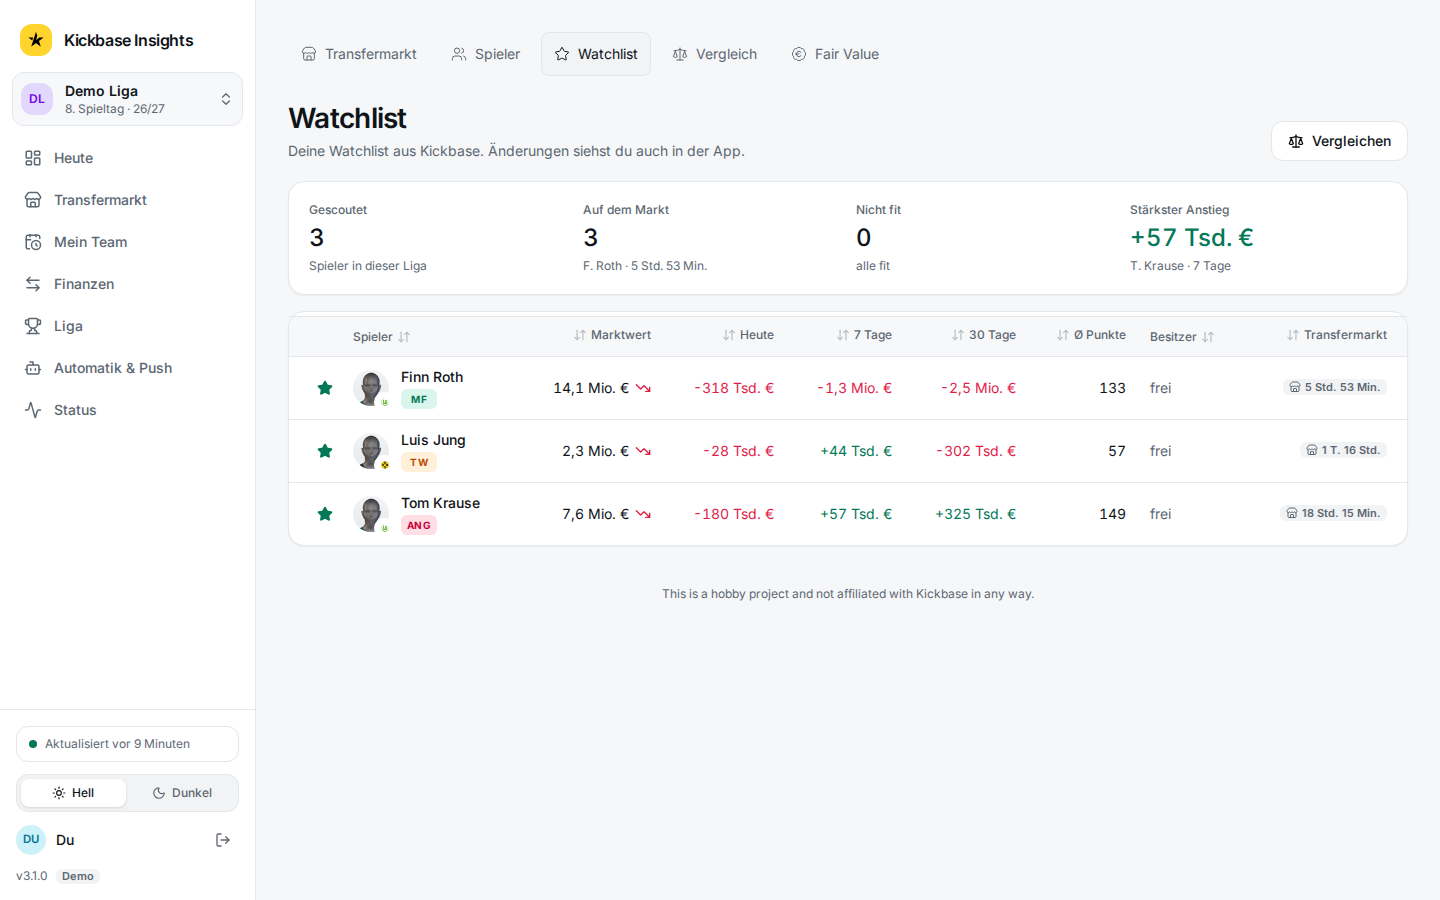 Kickbase Insights
DL
Demo Liga
8. Spieltag · 26/27
Heute
Transfermarkt
Mein Team
Finanzen
Liga
Automatik & Push
Status
Aktualisiert vor 9 Minuten
Hell
Dunkel
DU
Du
v3.1.0
Demo
Transfermarkt
Spieler
Watchlist
Vergleich
Fair Value
Watchlist
Deine Watchlist aus Kickbase. Änderungen siehst du auch in der App.
Vergleichen
Gescoutet
3
Spieler in dieser Liga
Auf dem Markt
3
F. Roth · 5 Std. 53 Min.
Nicht fit
0
alle fit
Stärkster Anstieg
+57 Tsd. €
T. Krause · 7 Tage
Spieler Marktwert Heute 7 Tage 30 Tage Ø Punkte Besitzer Transfermarkt
Finn Roth
MF
14,1 Mio. € -318 Tsd. € -1,3 Mio. € -2,5 Mio. € 133 frei 5 Std. 53 Min.
Luis Jung
TW
2,3 Mio. € -28 Tsd. € +44 Tsd. € -302 Tsd. € 57 frei 1 T. 16 Std.
Tom Krause
ANG
7,6 Mio. € -180 Tsd. € +57 Tsd. € +325 Tsd. € 149 frei 18 Std. 15 Min.
This is a hobby project and not affiliated with Kickbase in any way.